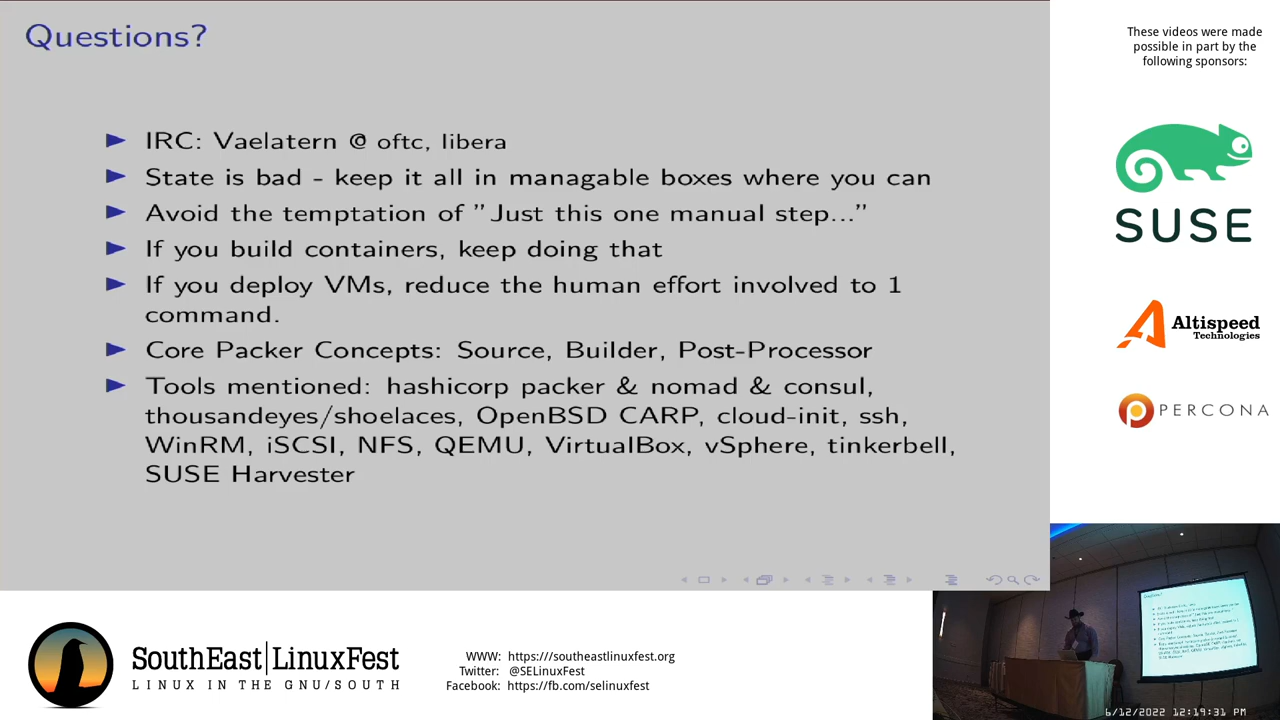 Questions?
IRC: Vaelatern @ oftc, libera
State is bad - keep it all in managable boxes where you can
Avoid the temptation of "Just this one manual step..."
If you build containers, keep doing that
If you deploy VMs, reduce the human effort involved to 1
command.
Core Packer Concepts: Source, Builder, Post-Processor
Tools mentioned: hashicorp packer & nomad & consul,
thousandeyes/shoelaces, OpenBSD CARP, cloud-init, ssh,
WinRM, iSCSI, NFS, QEMU, VirtualBox, vSphere, tinkerbell,
SUSE Harvester
These videos were made
possible in part by the
following sponsors:
SUSE
Altispeed
Technologies
PERCONA
SouthEast LinuxFest
LINUX IN THE GNU/SOUTH
WWW: https://southeastlinuxfest.org
Twitter: @SELinuxFest
Facebook: https://fb.com/selinuxfest
6/12/2022 12:19:31 PM